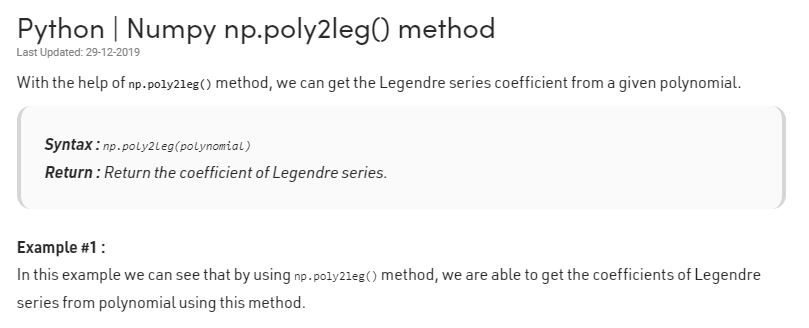 Python | Numpy np.poly2leg() method
Last Updated: 29-12-2019
With the help of np.poly2leg() method, we can get the Legendre series coefficient from a given polynomial.
Syntax : np.poly2leg(polynomial)
Return : Return the coefficient of Legendre series.
Example #1 :
In this example we can see that by using np.poly2leg() method, we are able to get the coefficients of Legendre
series from polynomial using this method.